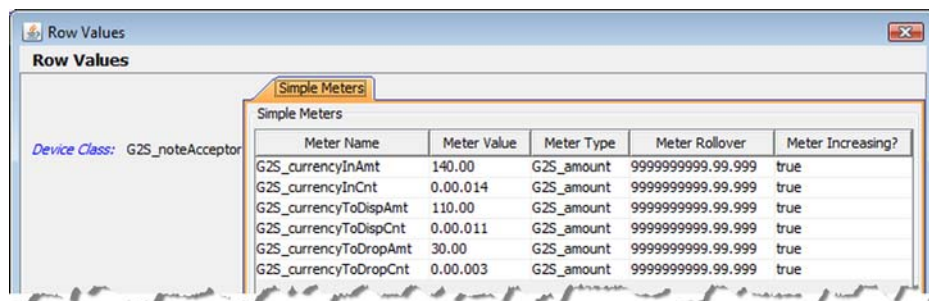 Row Values
Row Values
Simple Meters
Simple Meters
Device Class: G2S_noteAcceptor
Meter Name Meter Value Meter Type Meter Rollover Meter Increasing?
G2S_currencyInAmt 140.00 G2S_amount 9999999999.99.999 true
G2S_currencyInCnt 0.00.014 G2S_amount 9999999999.99.999 true
G2S_currencyToDispAmt 110.00 G2S_amount 9999999999.99.999 true
G2S_currencyToDispCnt 0.00.011 G2S_amount 9999999999.99.999 true
G2S_currencyToDropAmt 30.00 G2S_amount 9999999999.99.999 true
G2S_currencyToDropCnt 0.00.003 G2S_amount 9999999999.99.999 true